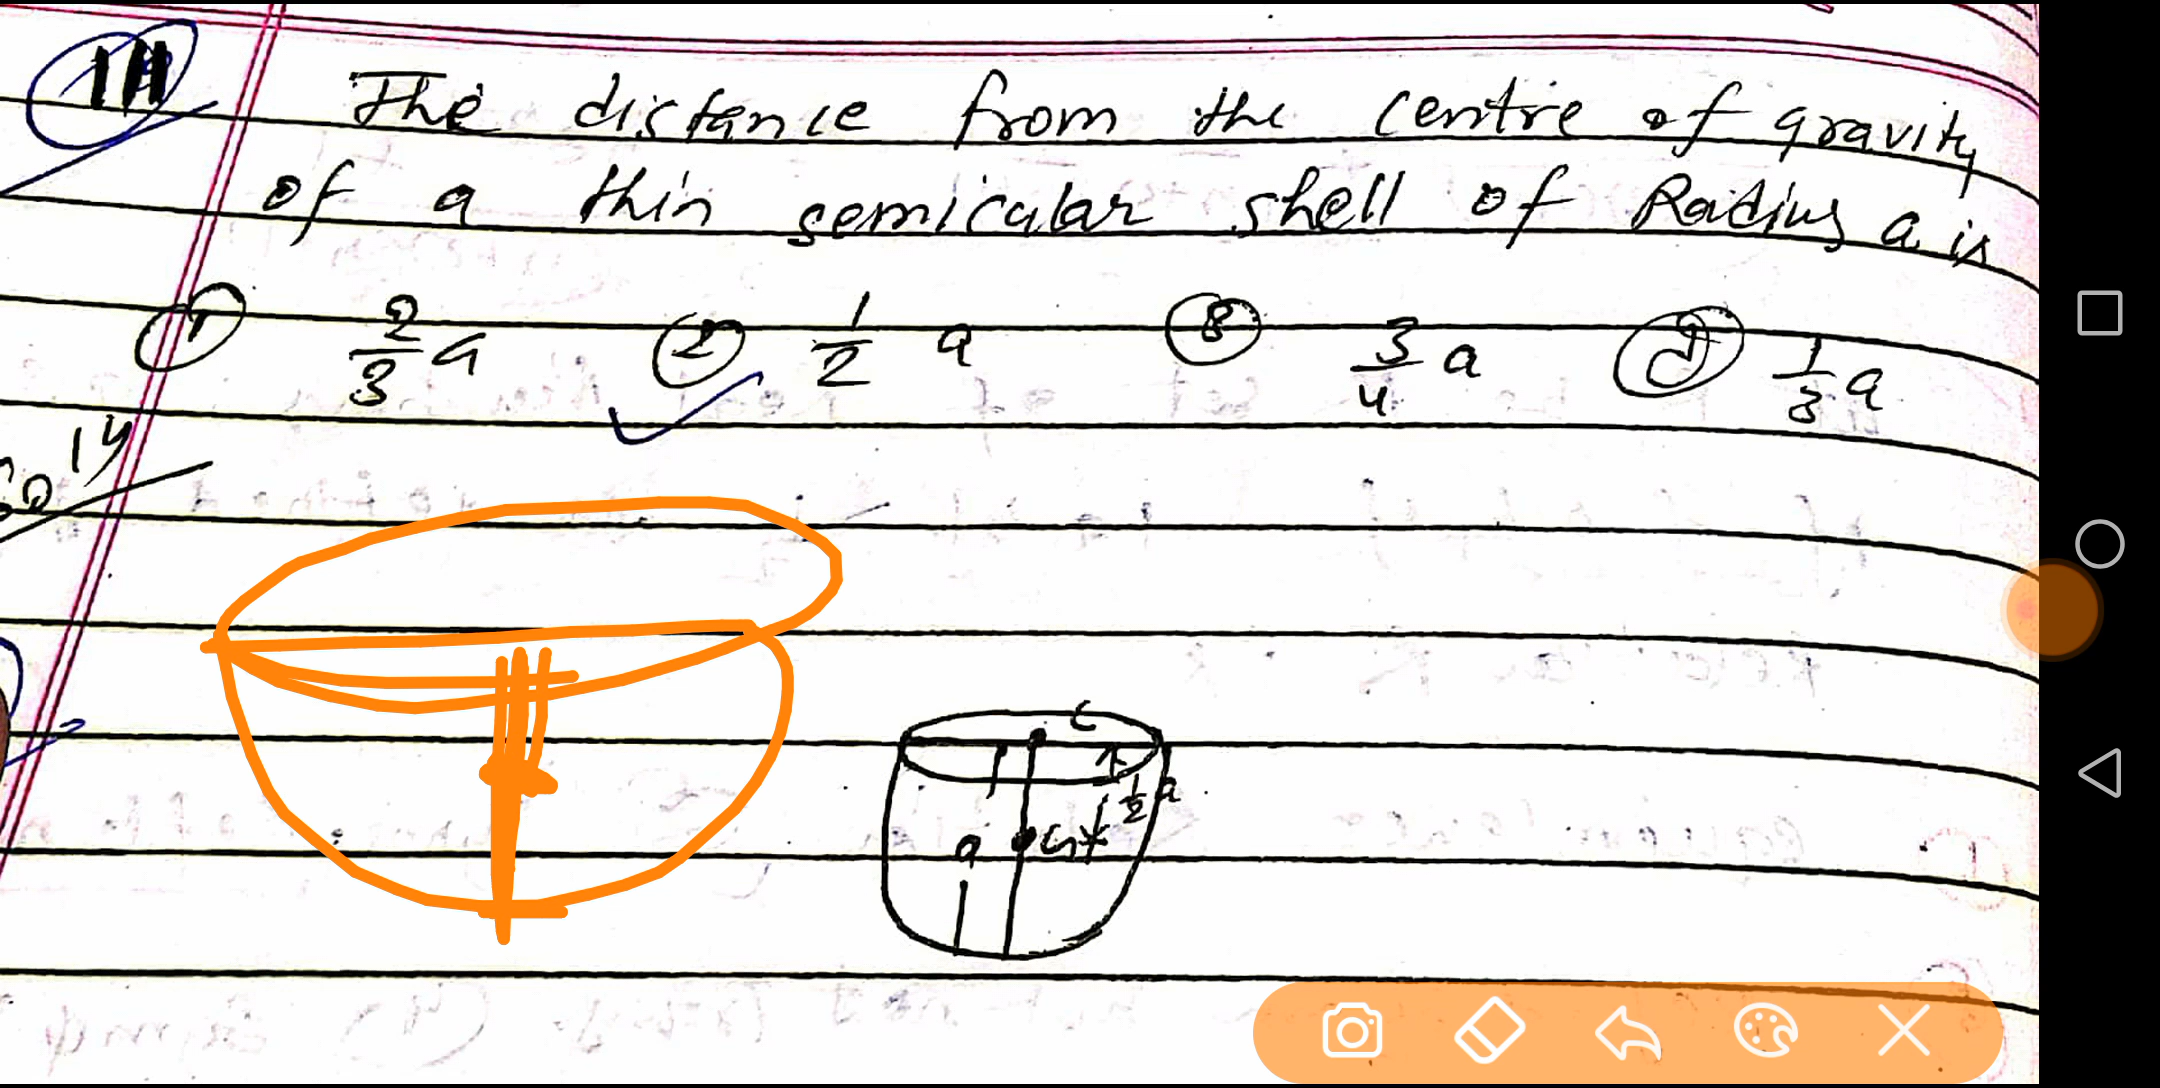 The distance from the centre of gravity
of a thin semicular shell of Radius a is
① 2/3 a ② 1/2 a ③ 3/4 a ④ 1/3 a
Sol^n
C
1/2 a
a G